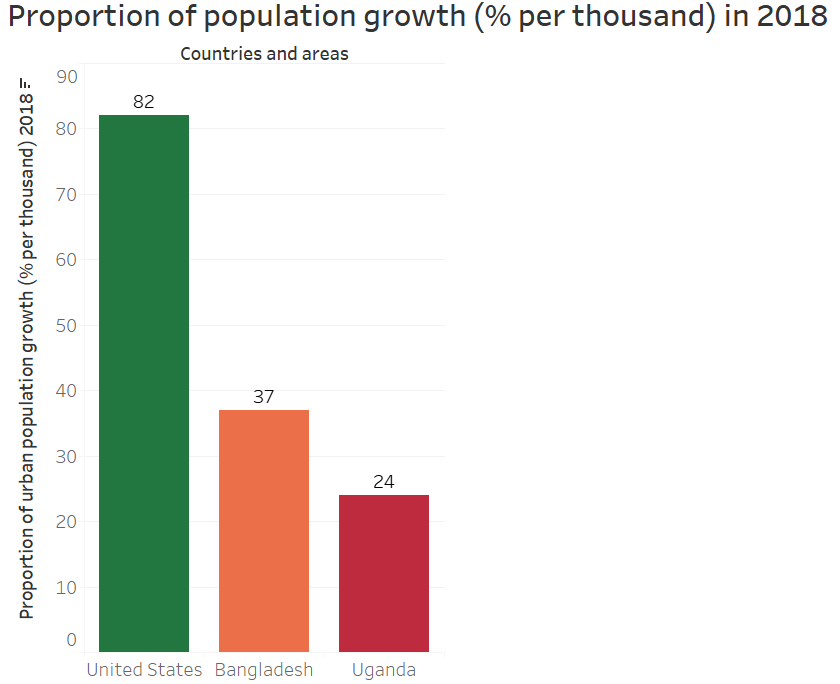 Proportion of population growth (% per thousand) in 2018
Countries and areas
Proportion of urban population growth (% per thousand) 2018
90
80
70
60
50
40
30
20
10
0
82
37
24
United States
Bangladesh
Uganda